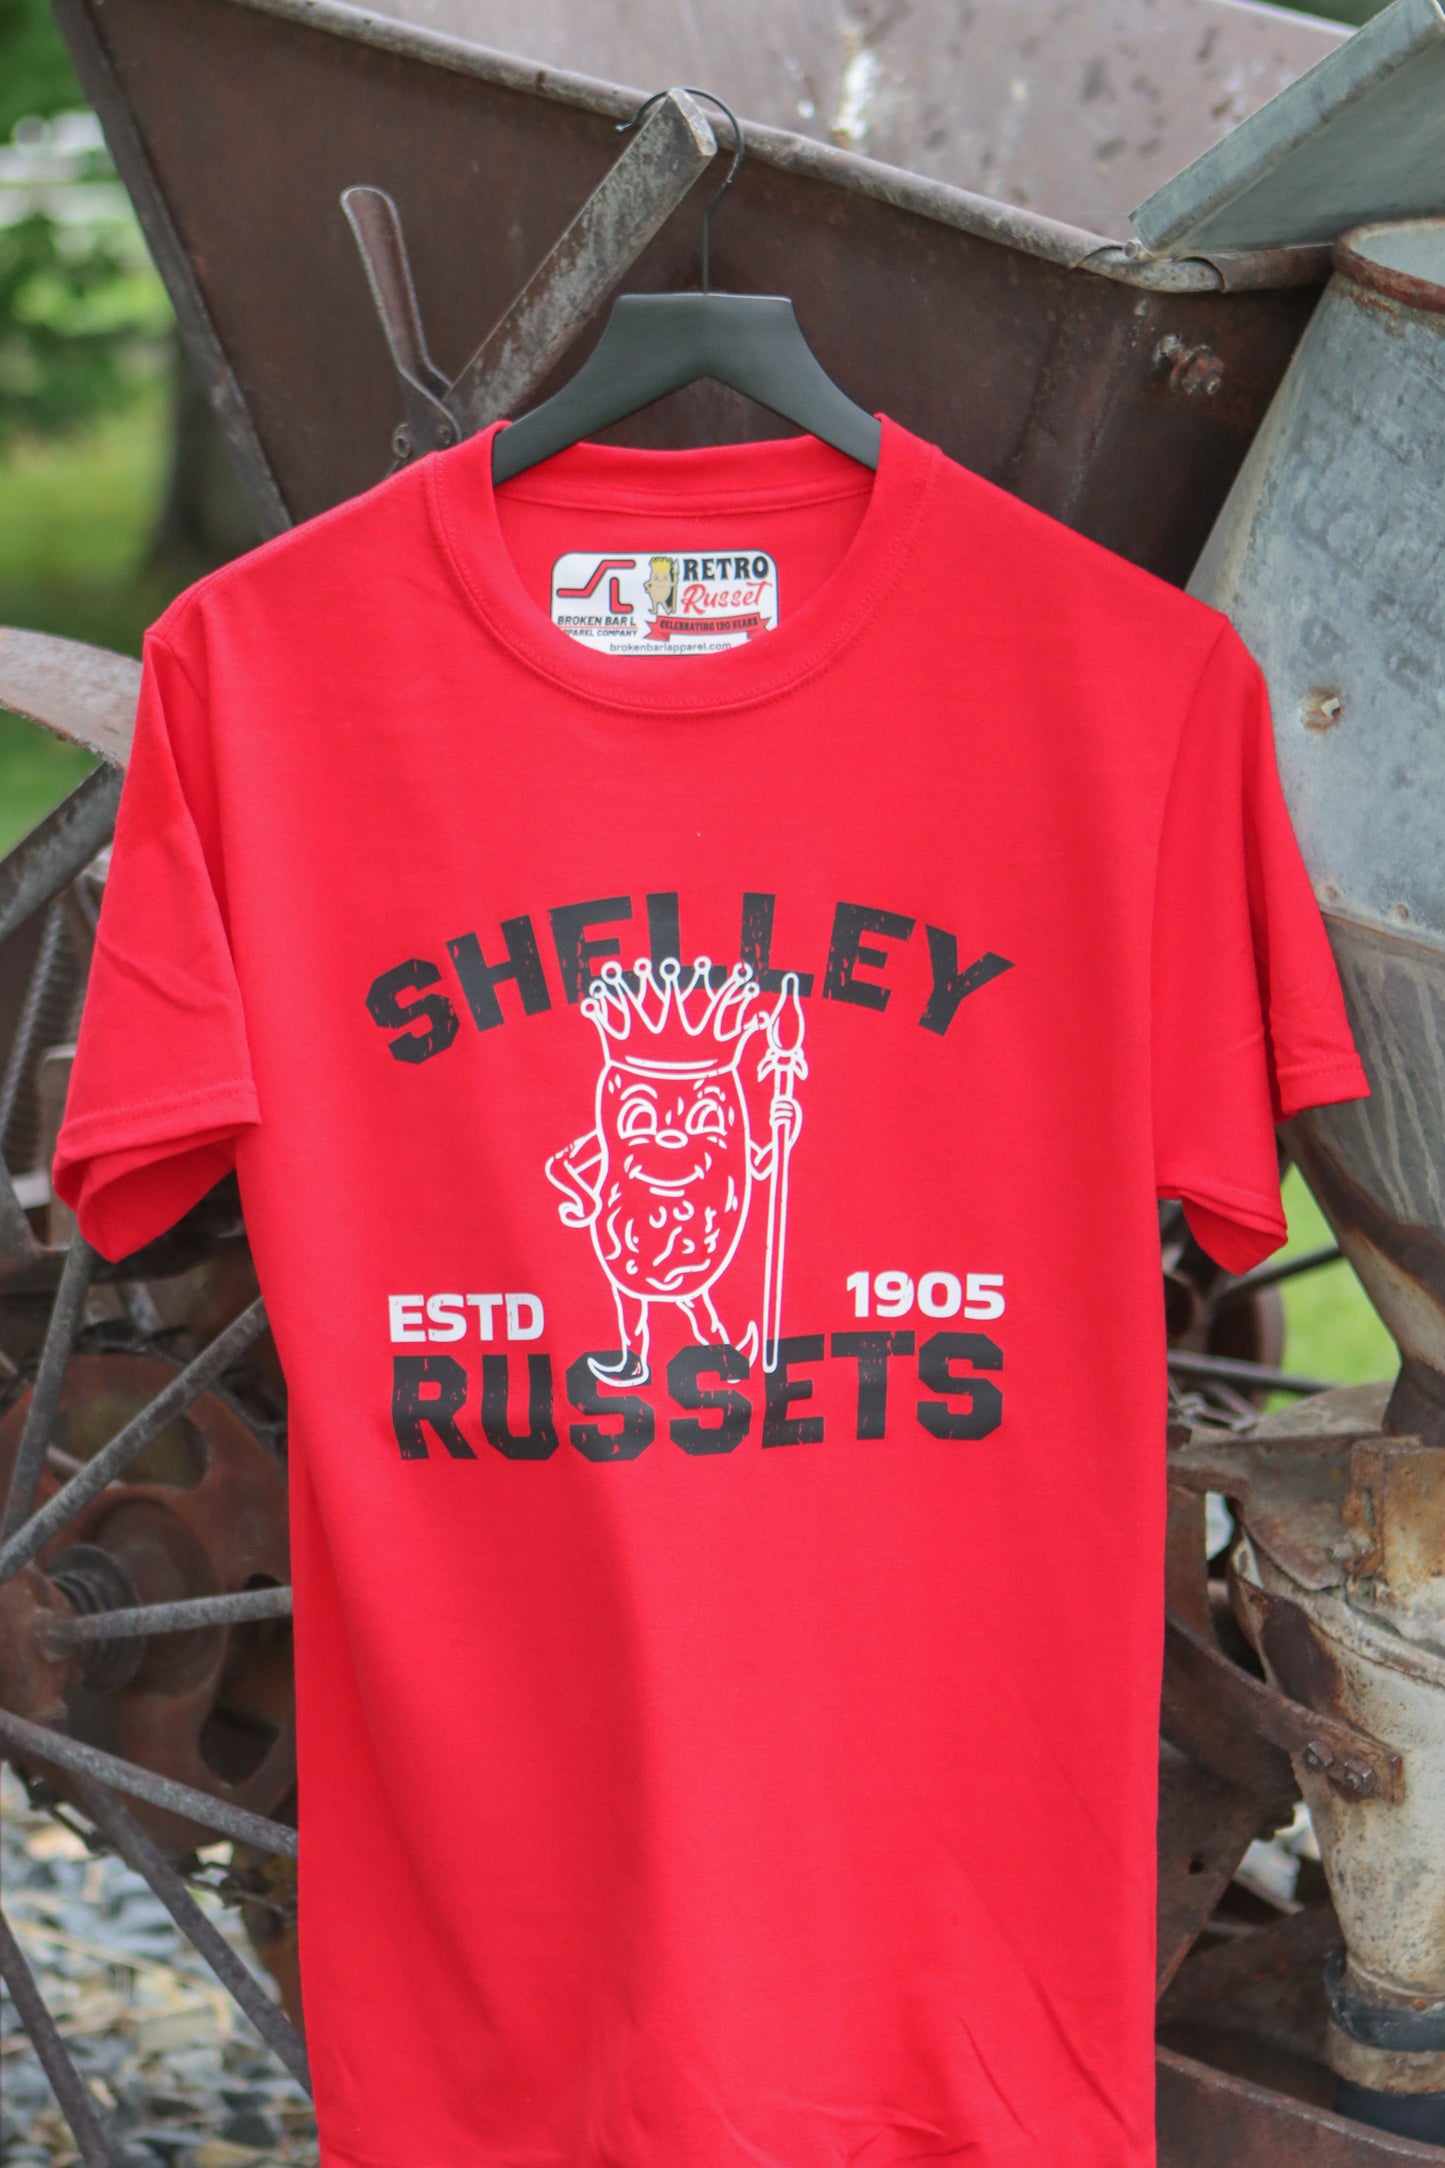 RETRO
Russet
BROKEN BAR L
APPAREL COMPANY
CELEBRATING 120 YEARS
brokenbarlapparel.com
SHELLEY
ESTD 1905
RUSSETS